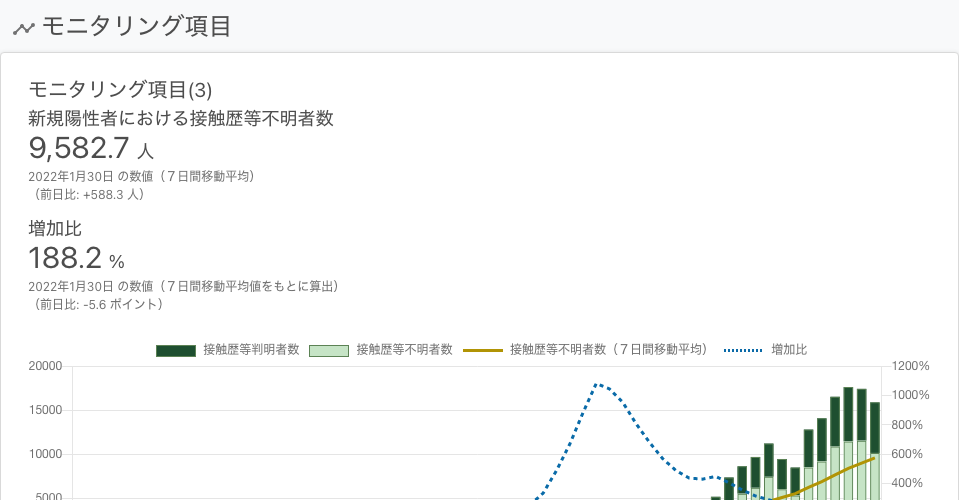 モニタリング項目
モニタリング項目(3)
新規陽性者における接触歴等不明者数
9,582.7 人
2022年1月30日 の数値（７日間移動平均）
（前日比: +588.3 人）
増加比
188.2 %
2022年1月30日 の数値（７日間移動平均値をもとに算出）
（前日比: -5.6 ポイント）
接触歴等判明者数 接触歴等不明者数 接触歴等不明者数（７日間移動平均） 増加比
20000 1200%
1000%
15000
800%
10000 600%
400%
5000